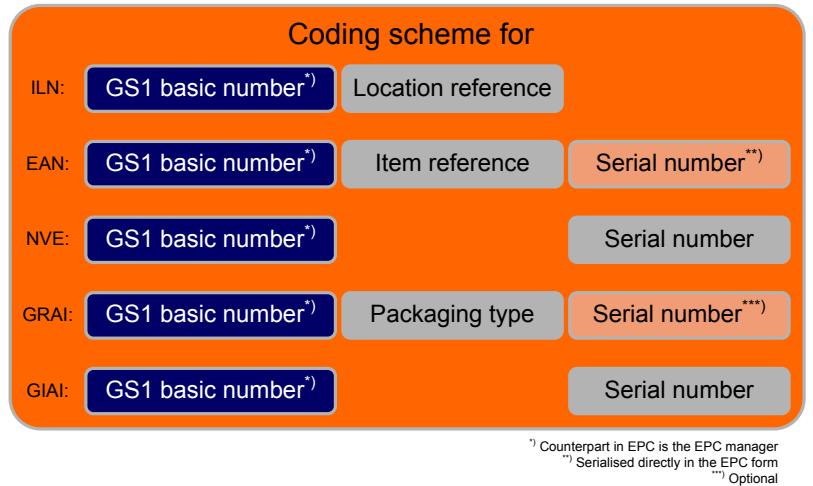 Coding scheme for
ILN: GS1 basic number*) Location reference
EAN: GS1 basic number*) Item reference Serial number**)
NVE: GS1 basic number*) Serial number
GRAI: GS1 basic number*) Packaging type Serial number***)
GIAI: GS1 basic number*) Serial number
*) Counterpart in EPC is the EPC manager
**) Serialised directly in the EPC form
***) Optional